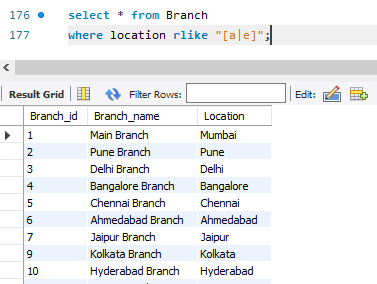 176 select * from Branch
177 where location rlike "[a|e]";
Result Grid Filter Rows: Edit:
Branch_id Branch_name Location
1 Main Branch Mumbai
2 Pune Branch Pune
3 Delhi Branch Delhi
4 Bangalore Branch Bangalore
5 Chennai Branch Chennai
6 Ahmedabad Branch Ahmedabad
7 Jaipur Branch Jaipur
9 Kolkata Branch Kolkata
10 Hyderabad Branch Hyderabad